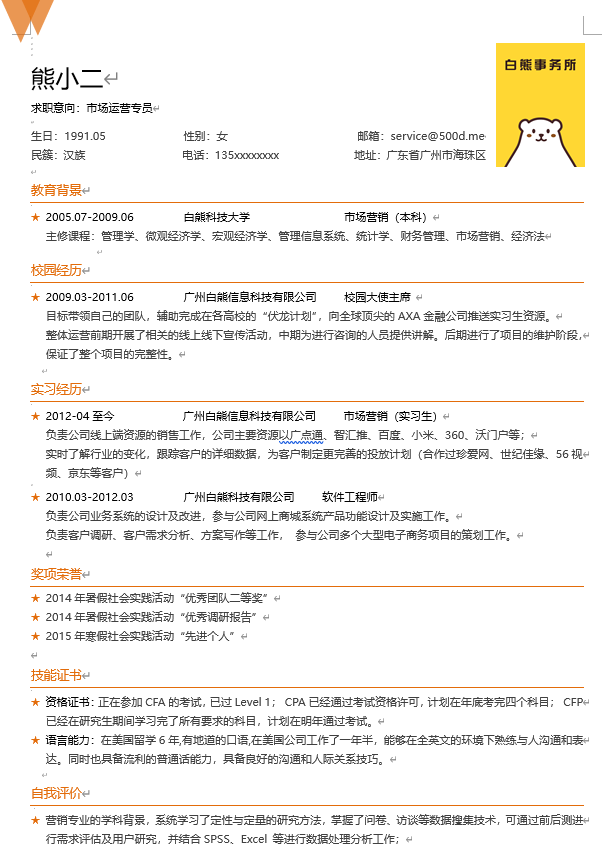 白熊事务所
熊小二
求职意向：市场运营专员
生日：1991.05 性别：女 邮箱：service@500d.me
民簇：汉族 电话：135xxxxxxxx 地址：广东省广州市海珠区
教育背景
★ 2005.07-2009.06 白熊科技大学 市场营销（本科）
主修课程：管理学、微观经济学、宏观经济学、管理信息系统、统计学、财务管理、市场营销、经济法
校园经历
★ 2009.03-2011.06 广州白熊信息科技有限公司 校园大使主席
目标带领自己的团队，辅助完成在各高校的“伏龙计划”，向全球顶尖的 AXA 金融公司推送实习生资源。
整体运营前期开展了相关的线上线下宣传活动，中期为进行咨询的人员提供讲解。后期进行了项目的维护阶段，
保证了整个项目的完整性。
实习经历
★ 2012-04 至今 广州白熊信息科技有限公司 市场营销（实习生）
负责公司线上端资源的销售工作，公司主要资源以广点通、智汇推、百度、小米、360、沃门户等；
实时了解行业的变化，跟踪客户的详细数据，为客户制定更完善的投放计划（合作过珍爱网、世纪佳缘、56 视
频、京东等客户）
★ 2010.03-2012.03 广州白熊科技有限公司 软件工程师
负责公司业务系统的设计及改进，参与公司网上商城系统产品功能设计及实施工作。
负责客户调研、客户需求分析、方案写作等工作， 参与公司多个大型电子商务项目的策划工作。
奖项荣誉
★ 2014 年暑假社会实践活动“优秀团队二等奖”
★ 2014 年暑假社会实践活动“优秀调研报告”
★ 2015 年寒假社会实践活动“先进个人”
技能证书
★ 资格证书：正在参加 CFA 的考试，已过 Level 1； CPA 已经通过考试资格许可，计划在年底考完四个科目； CFP
已经在研究生期间学习完了所有要求的科目，计划在明年通过考试。
★ 语言能力：在美国留学 6 年,有地道的口语,在美国公司工作了一年半，能够在全英文的环境下熟练与人沟通和表
达。同时也具备流利的普通话能力，具备良好的沟通和人际关系技巧。
自我评价
★ 营销专业的学科背景，系统学习了定性与定量的研究方法，掌握了问卷、访谈等数据搜集技术，可通过前后测进
行需求评估及用户研究，并结合 SPSS、Excel 等进行数据处理分析工作；